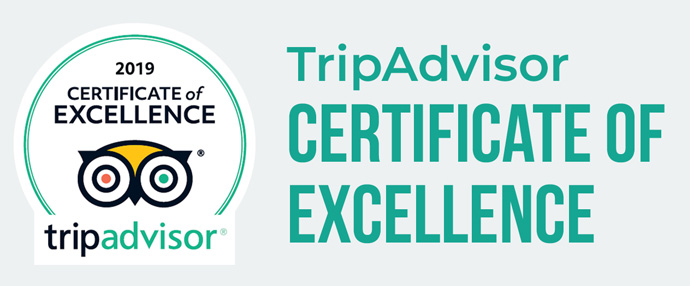 2019
CERTIFICATE of
EXCELLENCE
®
tripadvisor®
TripAdvisor
CERTIFICATE OF
EXCELLENCE